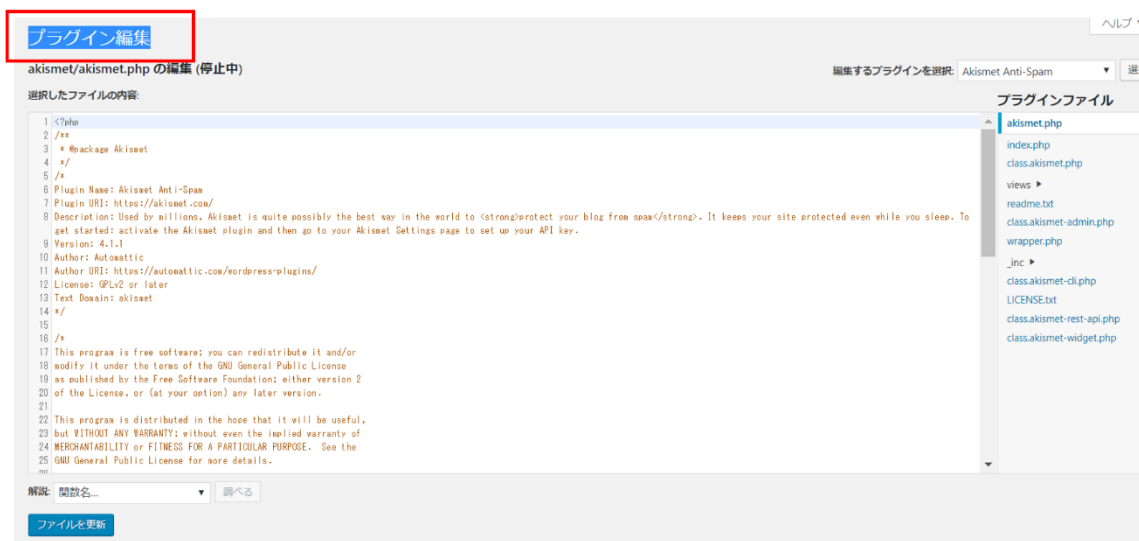 ヘルプ ▼
プラグイン編集
akismet/akismet.php の編集 (停止中)
編集するプラグインを選択: Akismet Anti-Spam ▼ 選
選択したファイルの内容:
プラグインファイル
1 <?php
2 /**
3  * @package Akismet
4  */
5 /*
6 Plugin Name: Akismet Anti-Spam
7 Plugin URI: https://akismet.com/
8 Description: Used by millions, Akismet is quite possibly the best way in the world to <strong>protect your blog from spam</strong>. It keeps your site protected even while you sleep. To
get started: activate the Akismet plugin and then go to your Akismet Settings page to set up your API key.
9 Version: 4.1.1
10 Author: Automattic
11 Author URI: https://automattic.com/wordpress-plugins/
12 License: GPLv2 or later
13 Text Domain: akismet
14 */
15
16 /*
17 This program is free software; you can redistribute it and/or
18 modify it under the terms of the GNU General Public License
19 as published by the Free Software Foundation; either version 2
20 of the License, or (at your option) any later version.
21
22 This program is distributed in the hope that it will be useful,
23 but WITHOUT ANY WARRANTY; without even the implied warranty of
24 MERCHANTABILITY or FITNESS FOR A PARTICULAR PURPOSE.  See the
25 GNU General Public License for more details.
akismet.php
index.php
class.akismet.php
views ▶
readme.txt
class.akismet-admin.php
wrapper.php
_inc ▶
class.akismet-cli.php
LICENSE.txt
class.akismet-rest-api.php
class.akismet-widget.php
解説: 関数名... ▼ 調べる
ファイルを更新